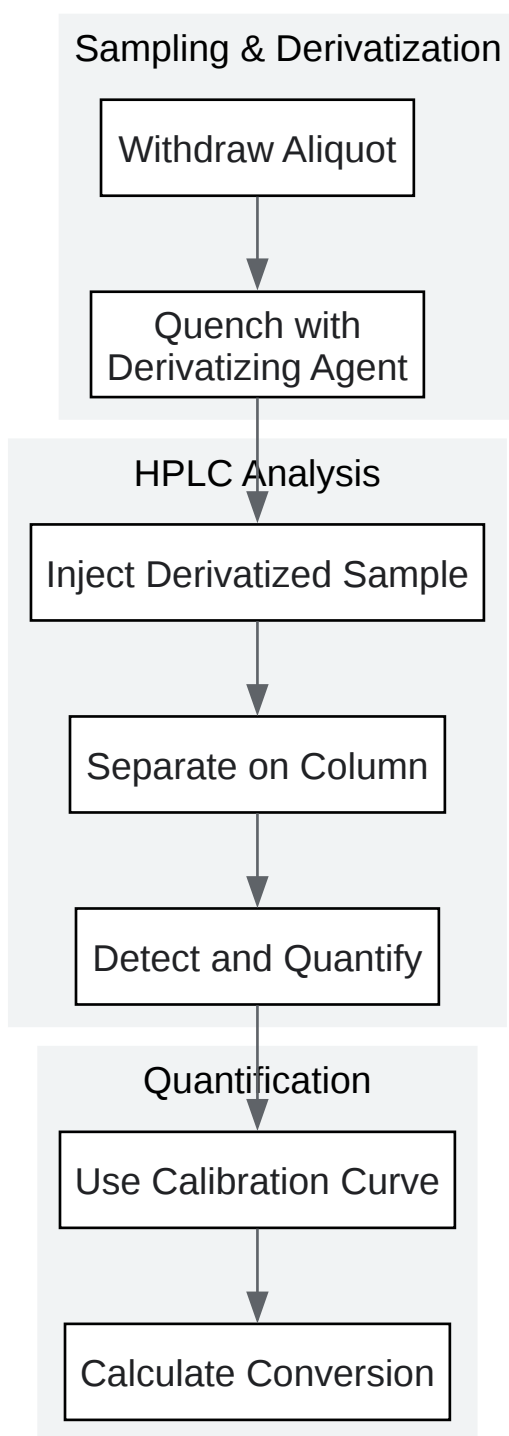 Sampling & Derivatization
Withdraw Aliquot
Quench with
Derivatizing Agent
HPLC Analysis
Inject Derivatized Sample
Separate on Column
Detect and Quantify
Quantification
Use Calibration Curve
Calculate Conversion